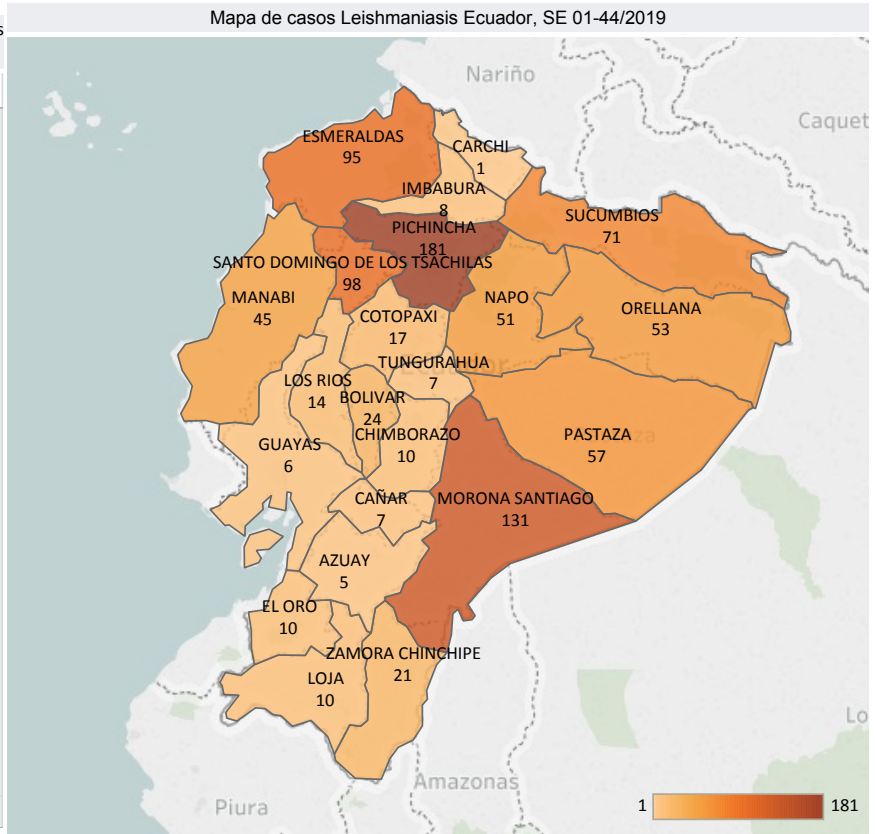 s
Mapa de casos Leishmaniasis Ecuador, SE 01-44/2019
Nariño
Caquet
ESMERALDAS
95
CARCHI
1
IMBABURA
8
SUCUMBIOS
71
PICHINCHA
181
SANTO DOMINGO DE LOS TSACHILAS
98
MANABI
45
NAPO
51
ORELLANA
53
COTOPAXI
17
TUNGURAHUA
7
LOS RIOS
14
BOLIVAR
24
CHIMBORAZO
10
GUAYAS
6
PASTAZA
57
CAÑAR
7
MORONA SANTIAGO
131
AZUAY
5
EL ORO
10
ZAMORA CHINCHIPE
21
LOJA
10
Lo
Amazonas
Piura
1
181